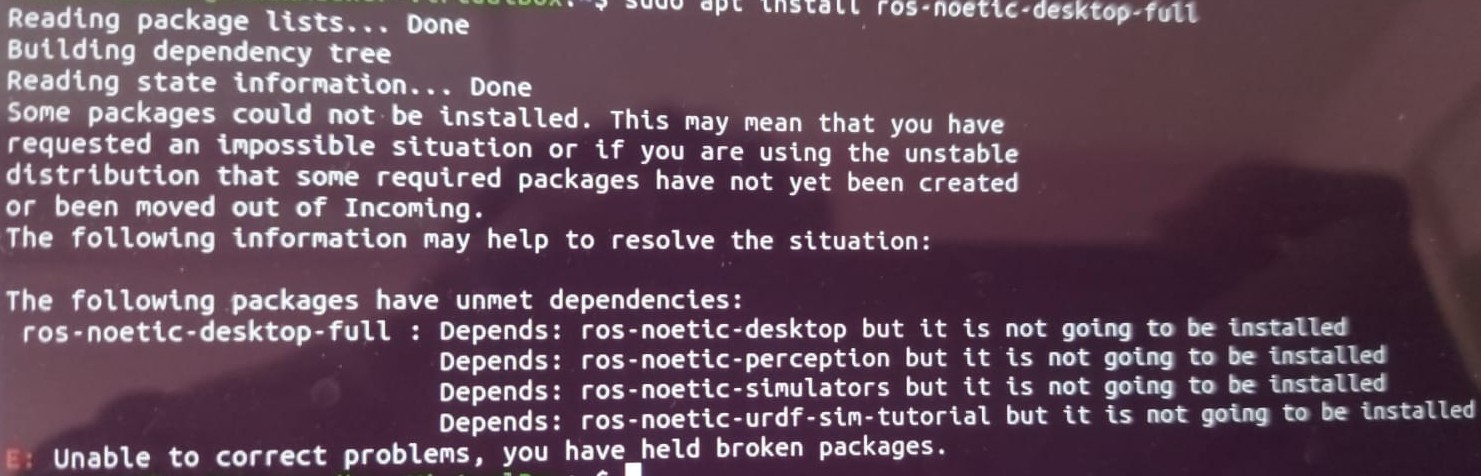 sudo apt install ros-noetic-desktop-full
Reading package lists... Done
Building dependency tree
Reading state information... Done
Some packages could not be installed. This may mean that you have
requested an impossible situation or if you are using the unstable
distribution that some required packages have not yet been created
or been moved out of Incoming.
The following information may help to resolve the situation:
The following packages have unmet dependencies:
ros-noetic-desktop-full : Depends: ros-noetic-desktop but it is not going to be installed
Depends: ros-noetic-perception but it is not going to be installed
Depends: ros-noetic-simulators but it is not going to be installed
Depends: ros-noetic-urdf-sim-tutorial but it is not going to be installed
E: Unable to correct problems, you have held broken packages.